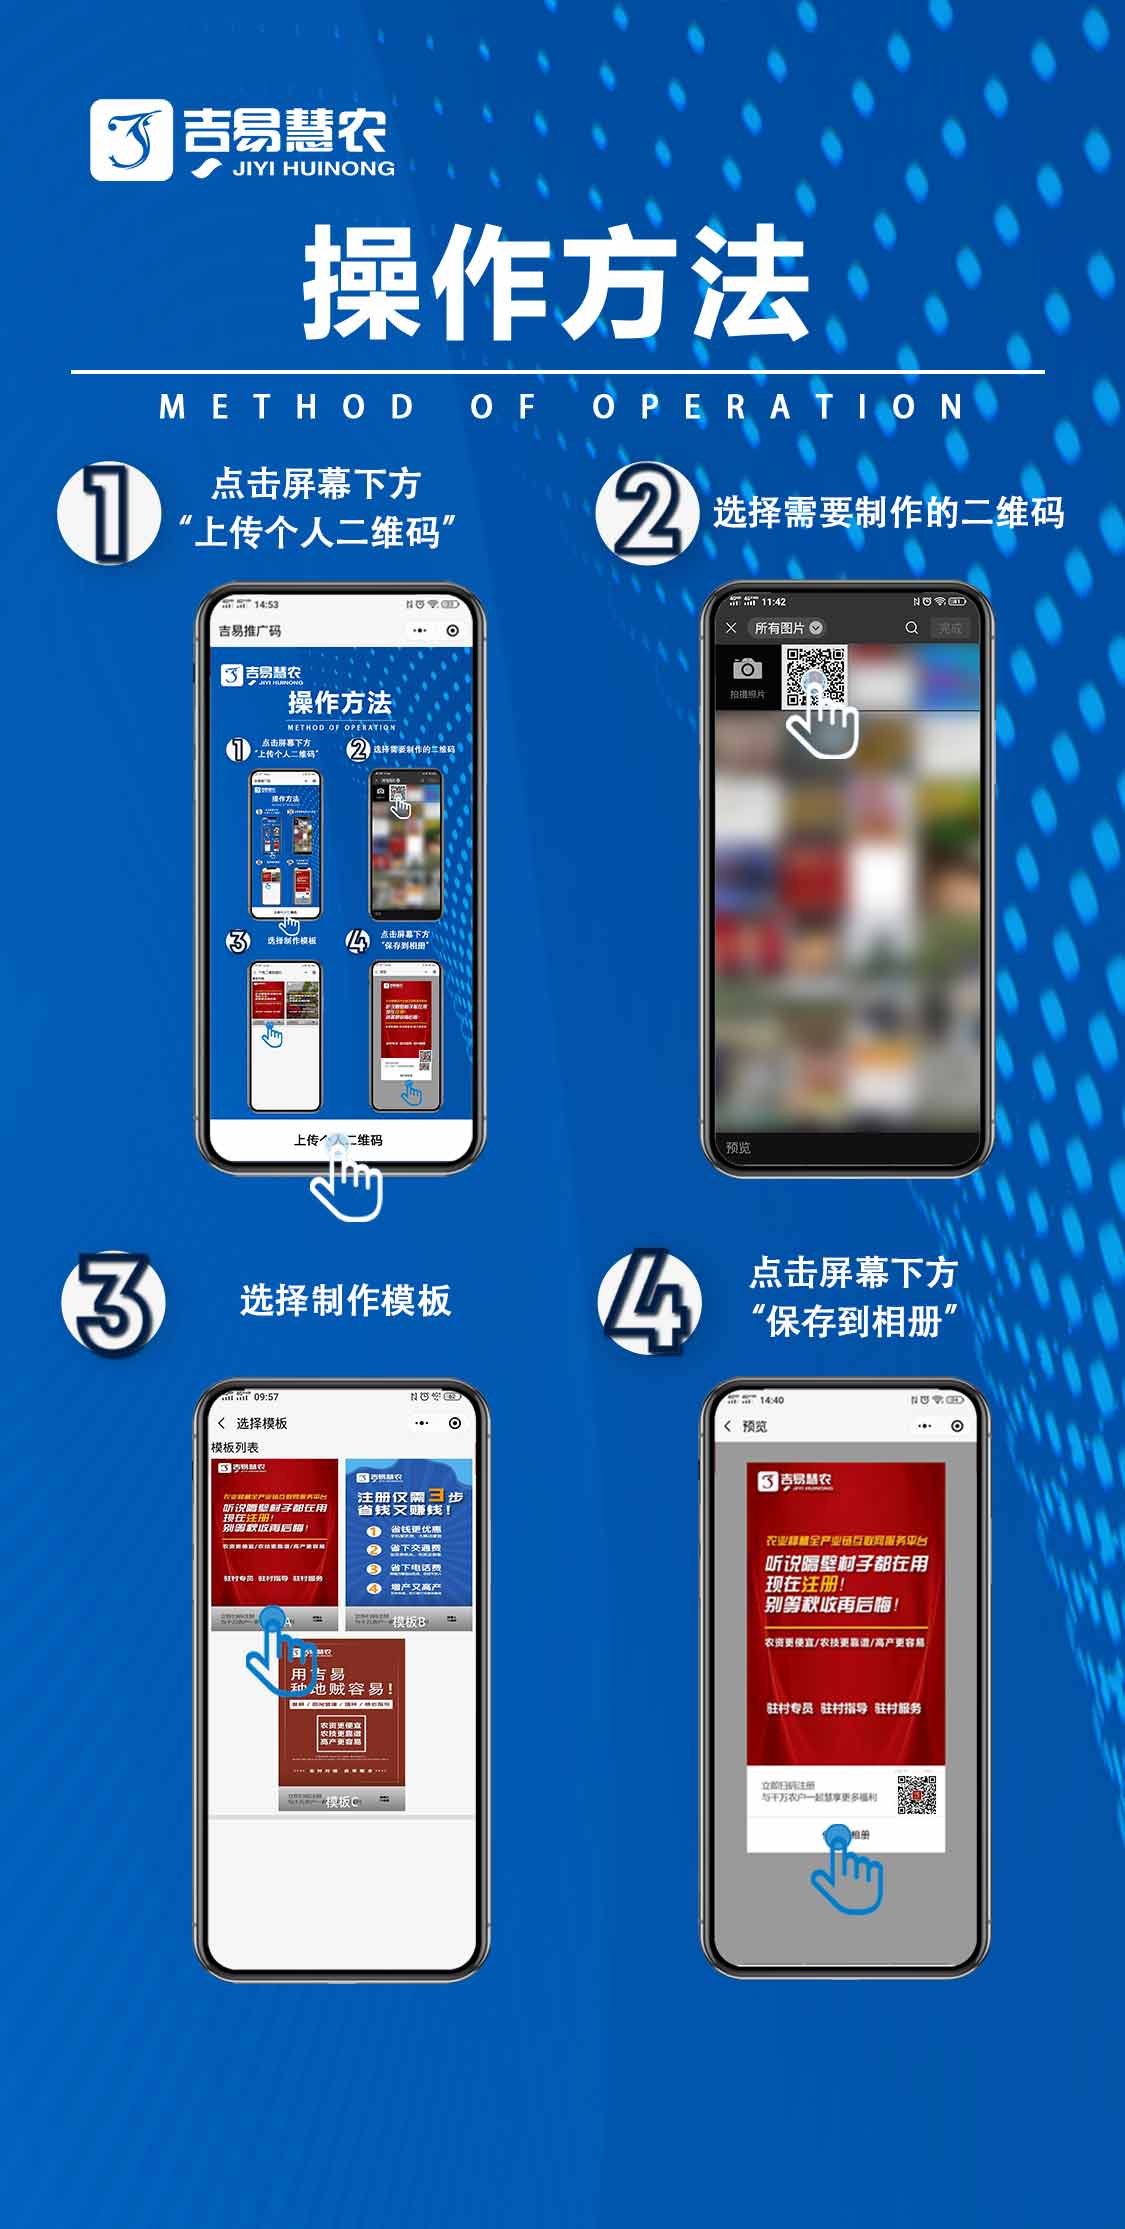 吉易慧农
JIYI HUINONG
操作方法
METHOD OF OPERATION
1
点击屏幕下方
“上传个人二维码”
2
选择需要制作的二维码
14:53
吉易推广码
吉易慧农
JIYI HUINONG
操作方法
METHOD OF OPERATION
1
点击屏幕下方
“上传个人二维码”
2
选择需要制作的二维码
操作方法
3
选择制作模板
4
点击屏幕下方
“保存到相册”
上传个人二维码
11:42
所有图片
完成
拍摄照片
预览
3
选择制作模板
4
点击屏幕下方
“保存到相册”
09:57
选择模板
模板列表
吉易慧农
农业种植全产业链互联网服务平台
听说隔壁村子都在用
现在注册！
别等秋收再后悔！
农资更便宜/农技更靠谱/高产更容易
驻村专员 驻村指导 驻村服务
A
吉易慧农
注册仅需3步
省钱又赚钱！
1 省钱更优惠
2 省下交通费
3 省下电话费
4 增产又高产
模板B
用吉易
种地贼容易！
农资更便宜
农技更靠谱
高产更容易
模板C
14:40
预览
吉易慧农
JIYI HUINONG
农业种植全产业链互联网服务平台
听说隔壁村子都在用
现在注册！
别等秋收再后悔！
农资更便宜/农技更靠谱/高产更容易
驻村专员 驻村指导 驻村服务
立即扫码注册
与千万农户一起慧享更多福利
相册